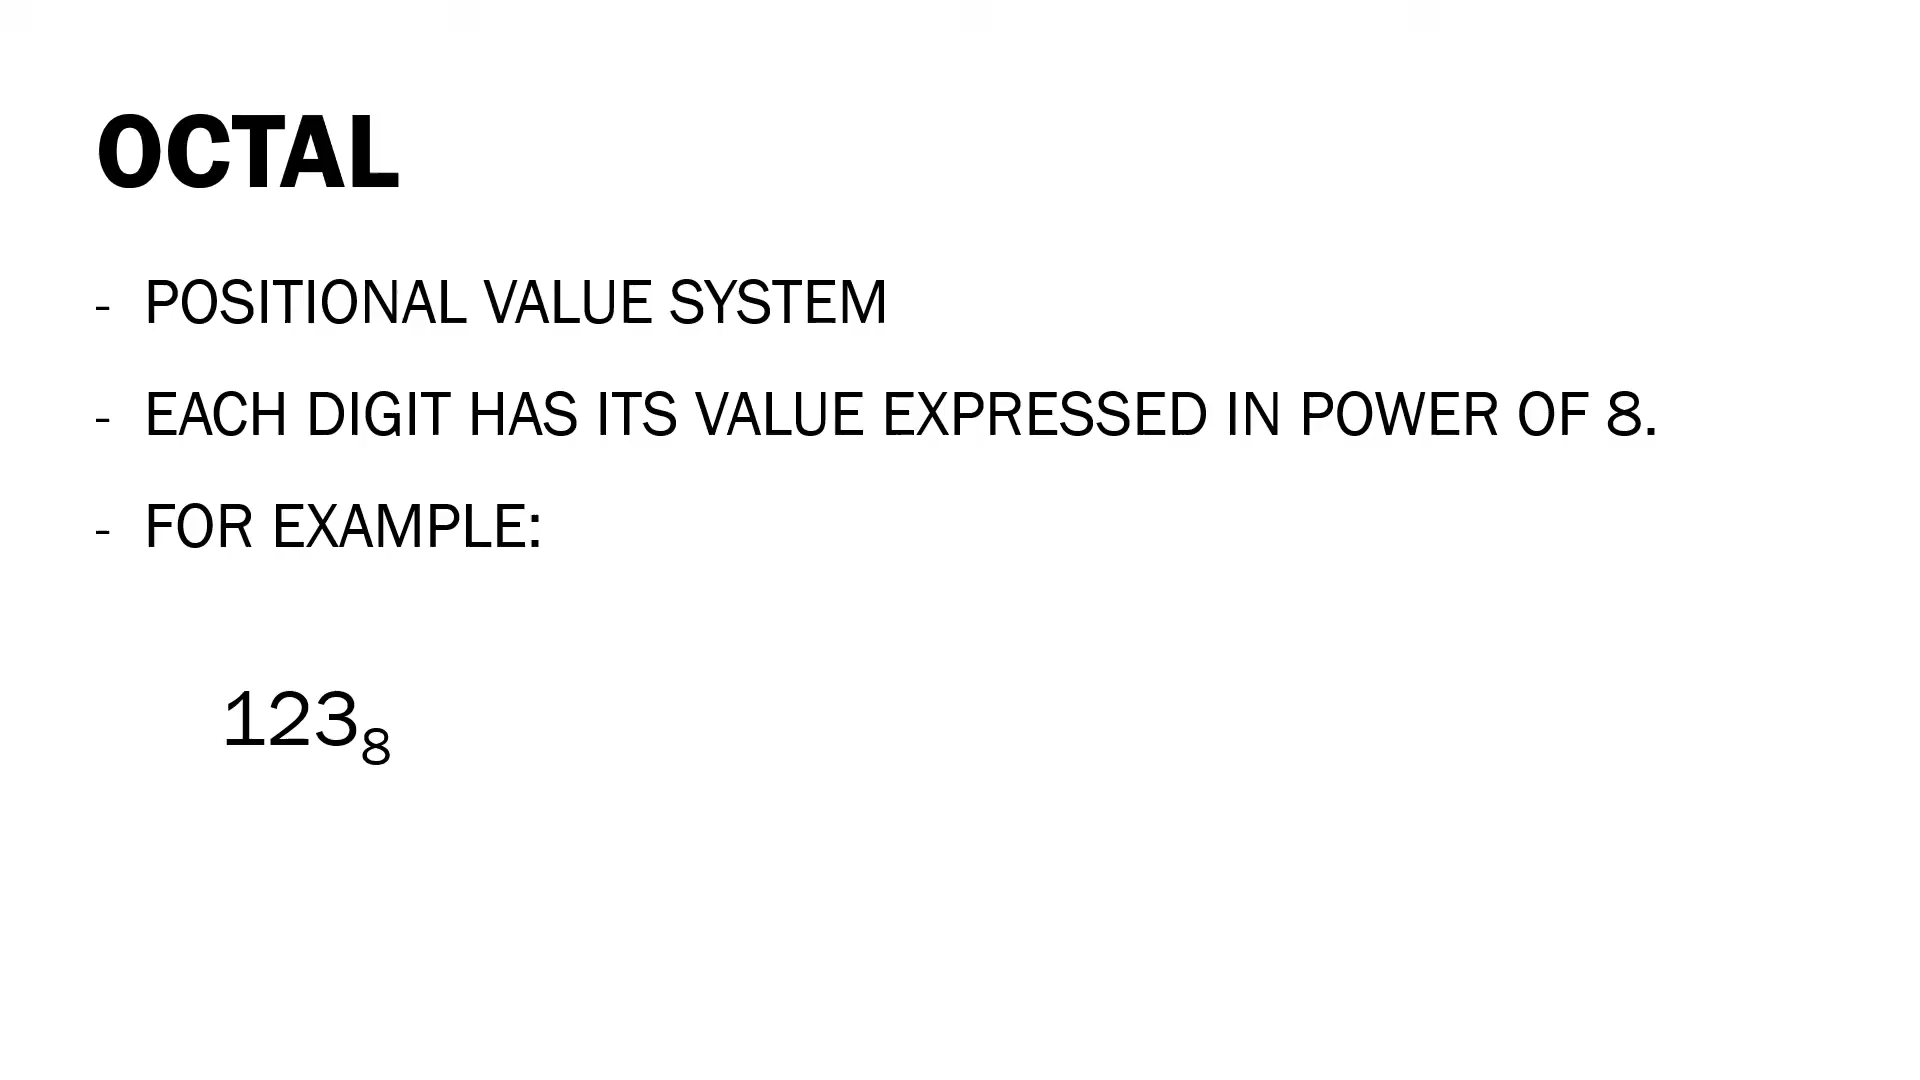 OCTAL
- POSITIONAL VALUE SYSTEM
- EACH DIGIT HAS ITS VALUE EXPRESSED IN POWER OF 8.
- FOR EXAMPLE:
123₈